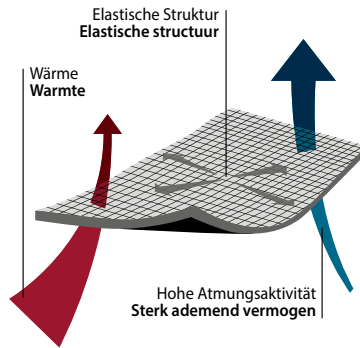 Elastische Struktur
Elastische structuur
Wärme
Warmte
Hohe Atmungsaktivität
Sterk ademend vermogen